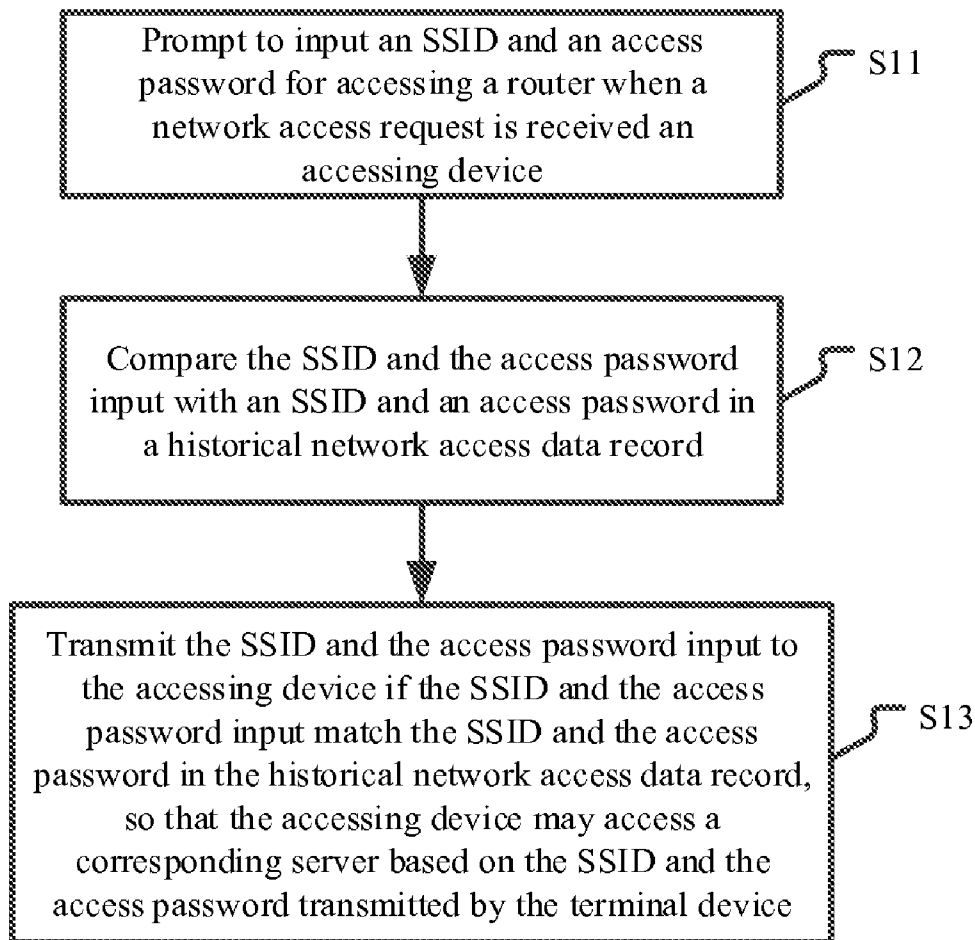 Prompt to input an SSID and an access
password for accessing a router when a
network access request is received an
accessing device
S11
Compare the SSID and the access password
input with an SSID and an access password in
a historical network access data record
S12
Transmit the SSID and the access password input to
the accessing device if the SSID and the access
password input match the SSID and the access
password in the historical network access data record,
so that the accessing device may access a
corresponding server based on the SSID and the
access password transmitted by the terminal device
S13